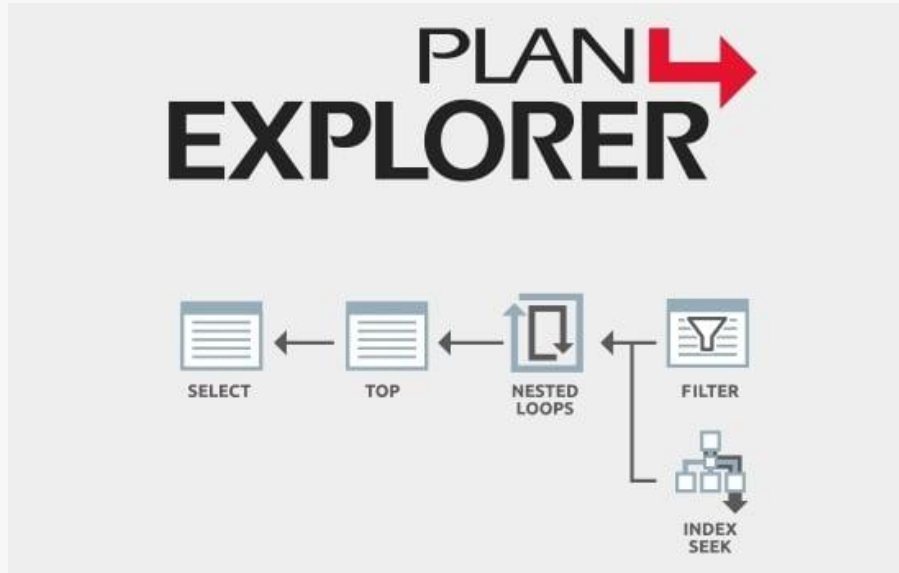 PLAN
EXPLORER
SELECT
TOP
NESTED
LOOPS
FILTER
INDEX
SEEK